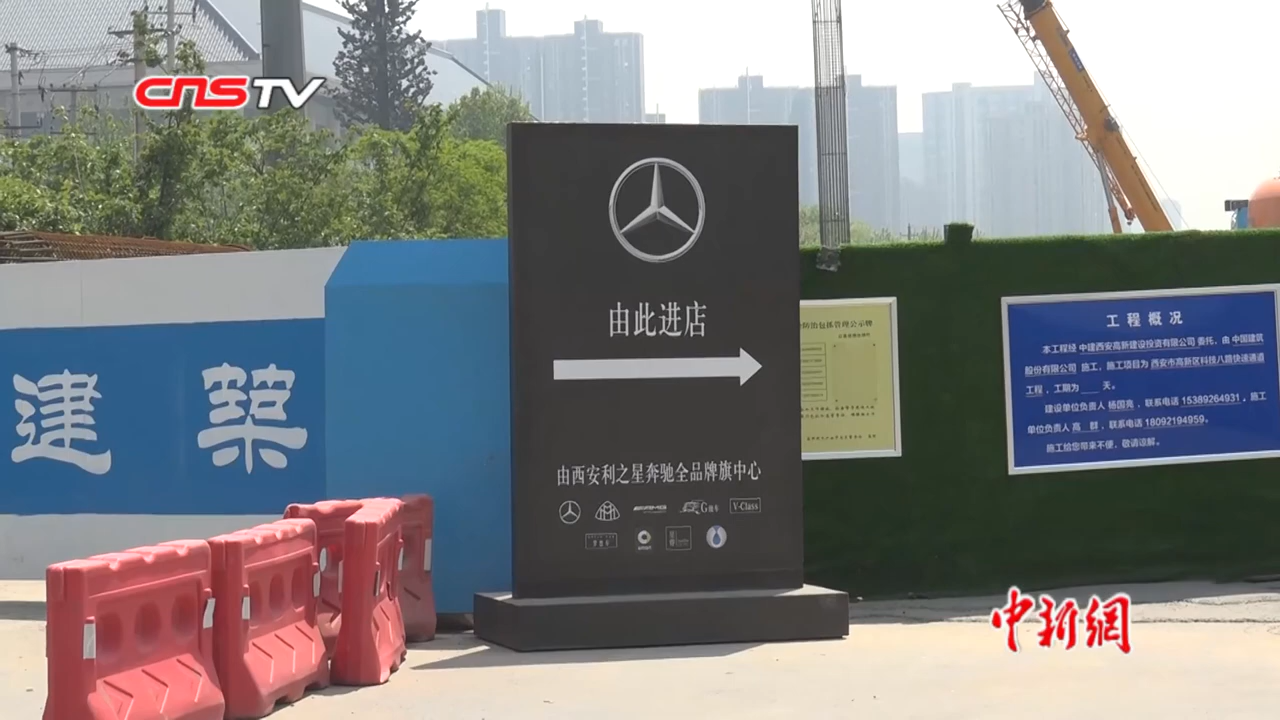 CNSTV
由此进店
建築
由西安利之星奔驰全品牌旗中心
AMG
G级车
V-Class
工程概况
本工程经 中建西安高新建设投资有限公司 委托，由 中国建筑
股份有限公司 施工，施工项目为 西安市高新区科技八路快速通道
工程，工期为 天。
建设单位负责人 杨国亮，联系电话 15389264931，施工
单位负责人 高 群，联系电话 18092194959。
施工给您带来不便，敬请谅解。
中新網